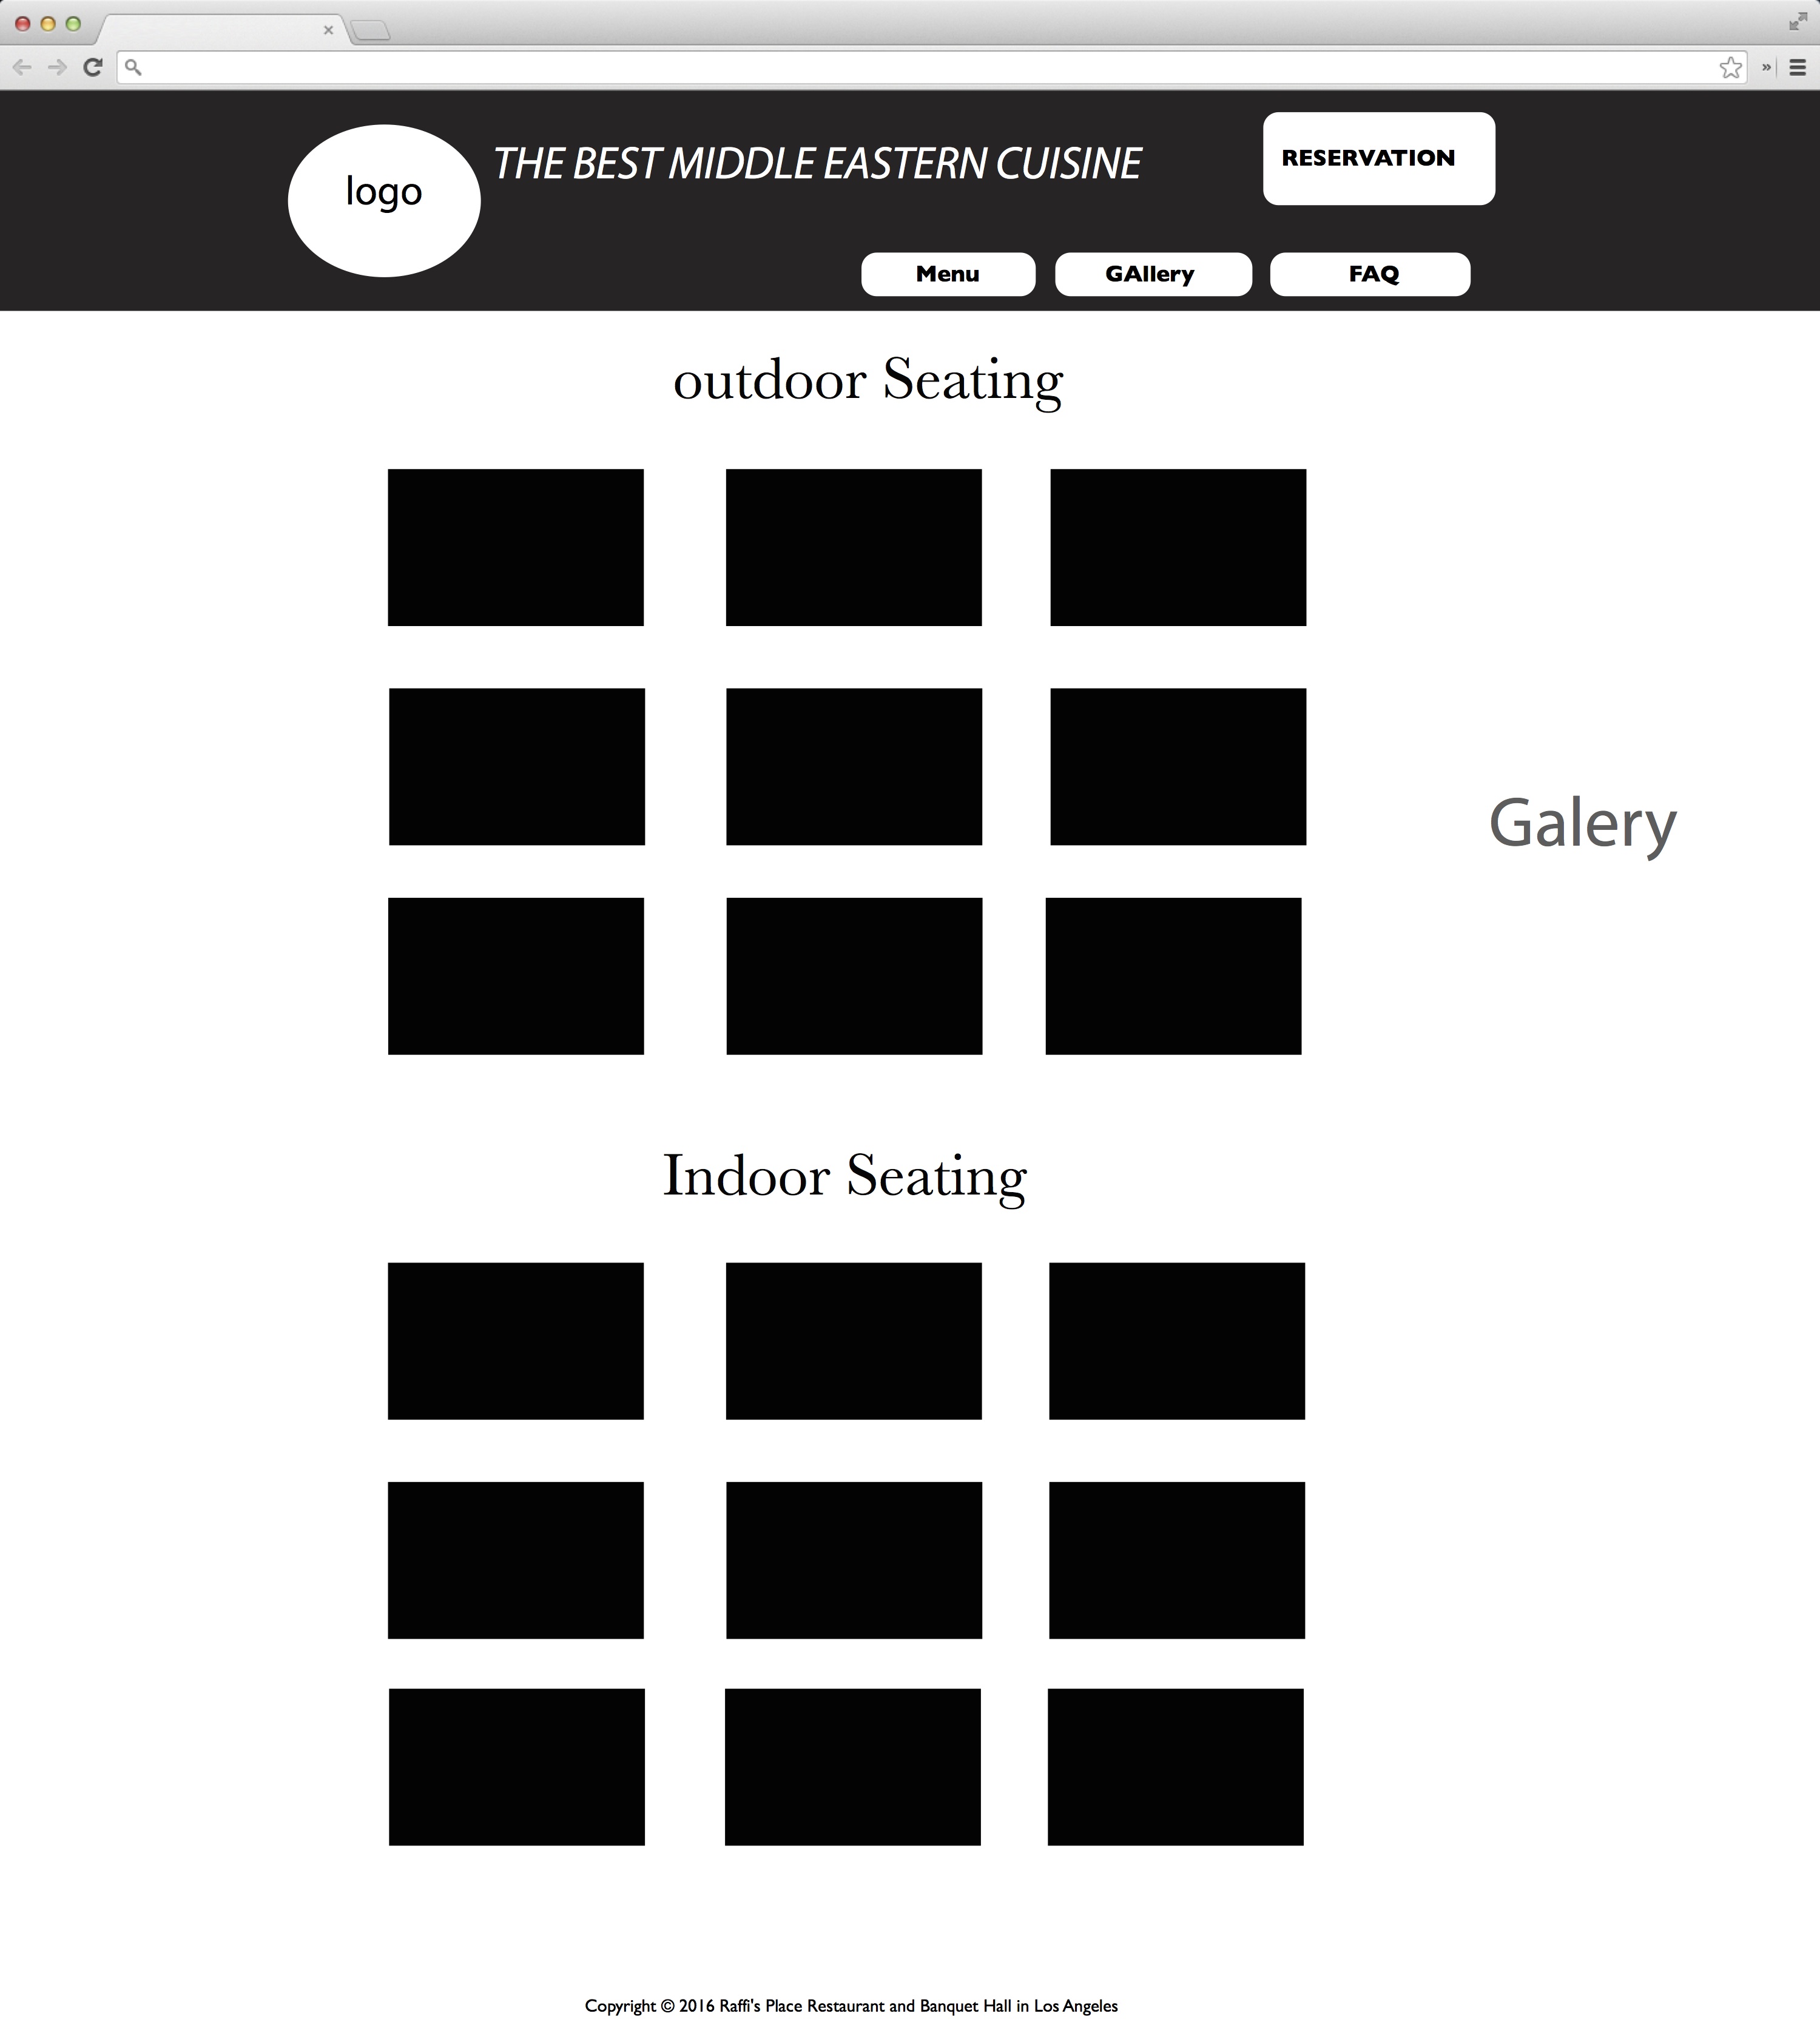 logo
THE BEST MIDDLE EASTERN CUISINE
RESERVATION
Menu
GAllery
FAQ
outdoor Seating
Galery
Indoor Seating
Copyright © 2016 Raffi's Place Restaurant and Banquet Hall in Los Angeles